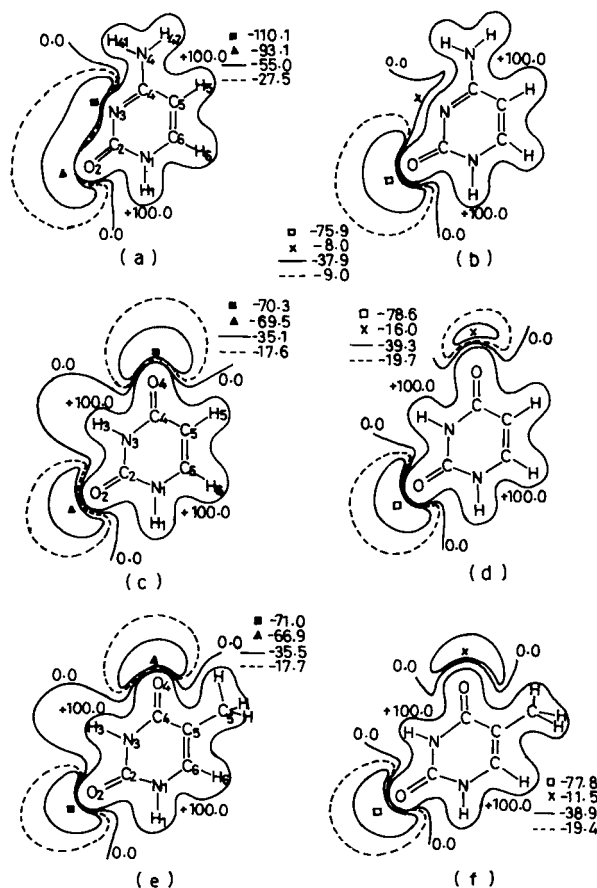 0.0
H41
H42
N4
+100.0
■ -110.1
▲ -93.1
— -55.0
---- -27.5
C4
C5
H5
N3
C2
C6
H6
O2
N1
H1
+100.0
0.0
(a)
0.0
H
H
N
+100.0
H
N
O
N
H
H
+100.0
0.0
(b)
□ -75.9
x -8.0
— -37.9
---- -9.0
0.0
■ -70.3
▲ -69.5
— -35.1
---- -17.6
0.0
+100.0
O4
H3
N3
C4
C5
H5
C2
C6
H6
O2
N1
H1
+100.0
0.0
(c)
□ -78.6
x -16.0
— -39.3
---- -19.7
0.0
+100.0
O
H
N
H
O
N
H
H
+100.0
0.0
(d)
0.0
■ -71.0
▲ -66.9
— -35.5
---- -17.7
0.0
+100.0
O4
H
H
H
C5
H3
N3
C4
C5
C2
C6
H6
O2
N1
H1
+100.0
0.0
(e)
0.0
0.0
+100.0
O
H
C
H
H
H
N
O
N
H
H
+100.0
□ -77.8
x -11.5
— -38.9
---- -19.4
0.0
(f)